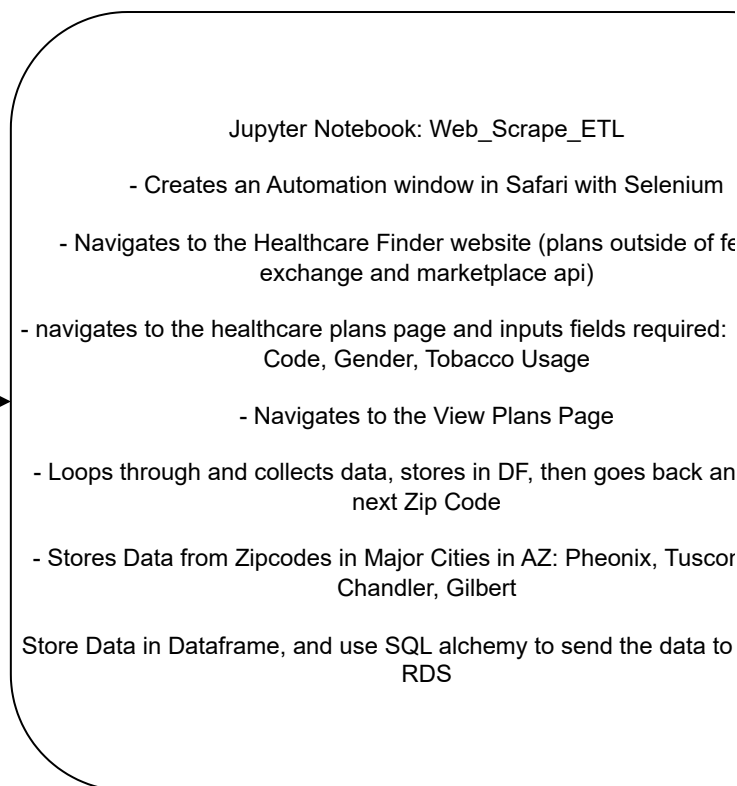 Jupyter Notebook: Web_Scrape_ETL
- Creates an Automation window in Safari with Selenium
- Navigates to the Healthcare Finder website (plans outside of
exchange and marketplace api)
- navigates to the healthcare plans page and inputs fields required:
Code, Gender, Tobacco Usage
- Navigates to the View Plans Page
- Loops through and collects data, stores in DF, then goes back
next Zip Code
- Stores Data from Zipcodes in Major Cities in AZ: Pheonix,
Chandler, Gilbert
Store Data in Dataframe, and use SQL alchemy to send the data to
RDS